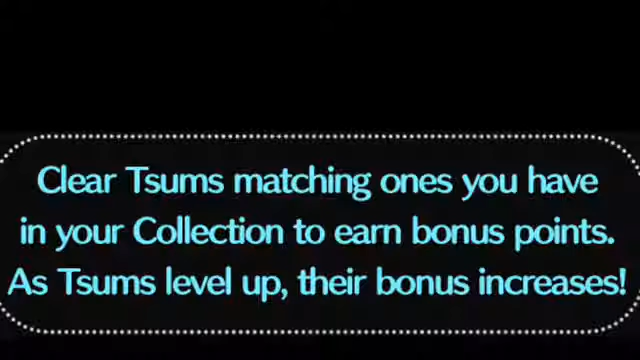 Clear Tsums matching ones you have
in your Collection to earn bonus points.
As Tsums level up, their bonus increases!